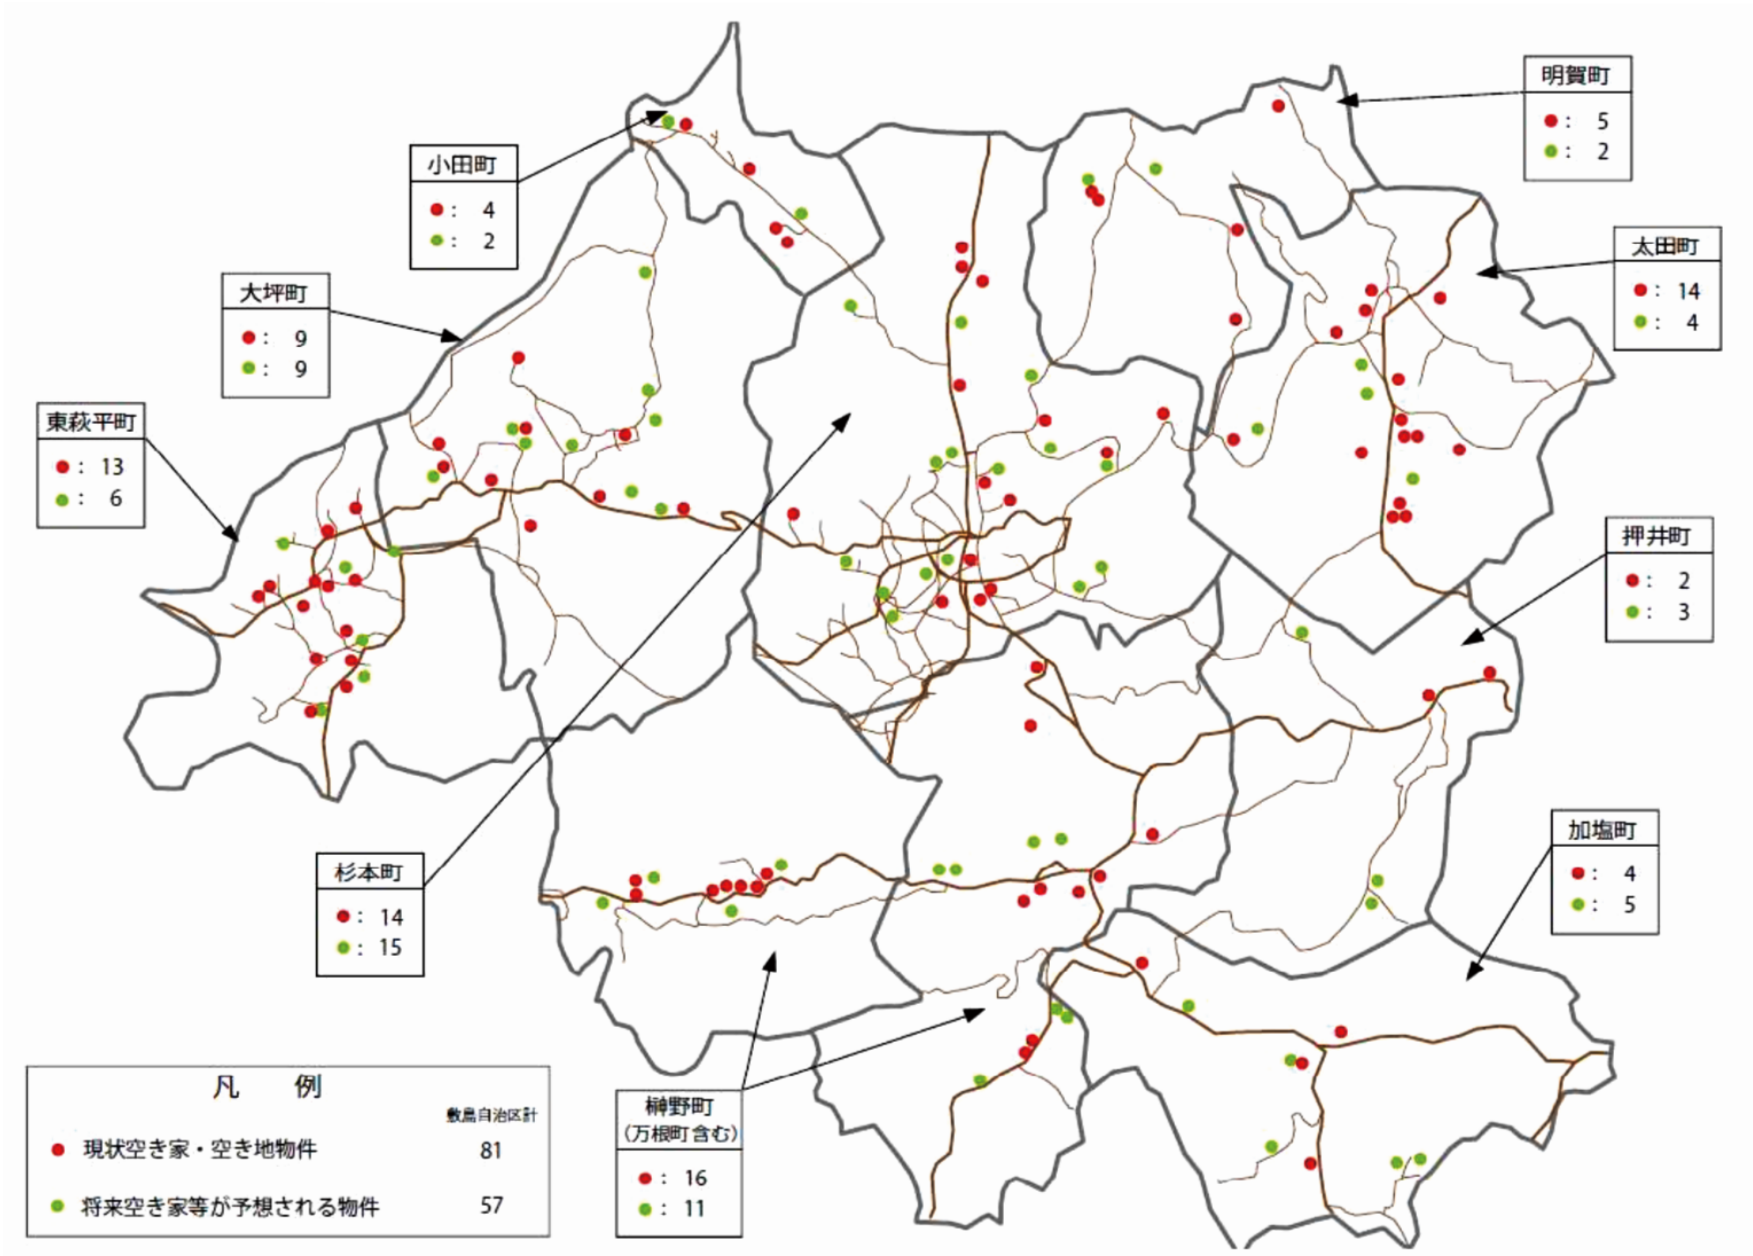 明賀町
： 5
： 2
小田町
： 4
： 2
太田町
： 14
： 4
大坪町
： 9
： 9
東萩平町
： 13
： 6
押井町
： 2
： 3
加塩町
： 4
： 5
杉本町
： 14
： 15
榊野町
（万根町含む）
： 16
： 11
凡 例
敷島自治区計
現状空き家・空き地物件 81
将来空き家等が予想される物件 57